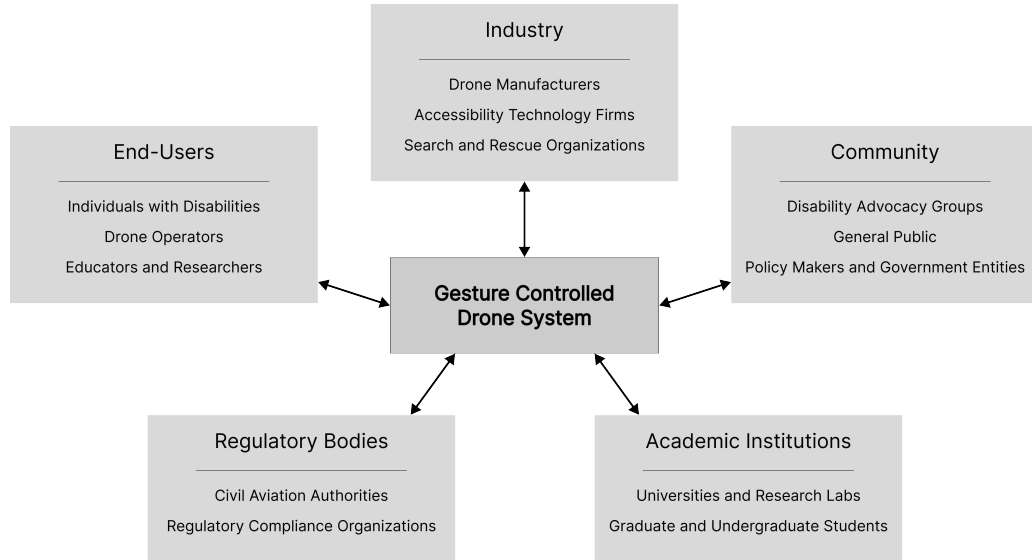 Industry
Drone Manufacturers
Accessibility Technology Firms
Search and Rescue Organizations
End-Users
Individuals with Disabilities
Drone Operators
Educators and Researchers
Community
Disability Advocacy Groups
General Public
Policy Makers and Government Entities
Gesture Controlled
Drone System
Regulatory Bodies
Civil Aviation Authorities
Regulatory Compliance Organizations
Academic Institutions
Universities and Research Labs
Graduate and Undergraduate Students